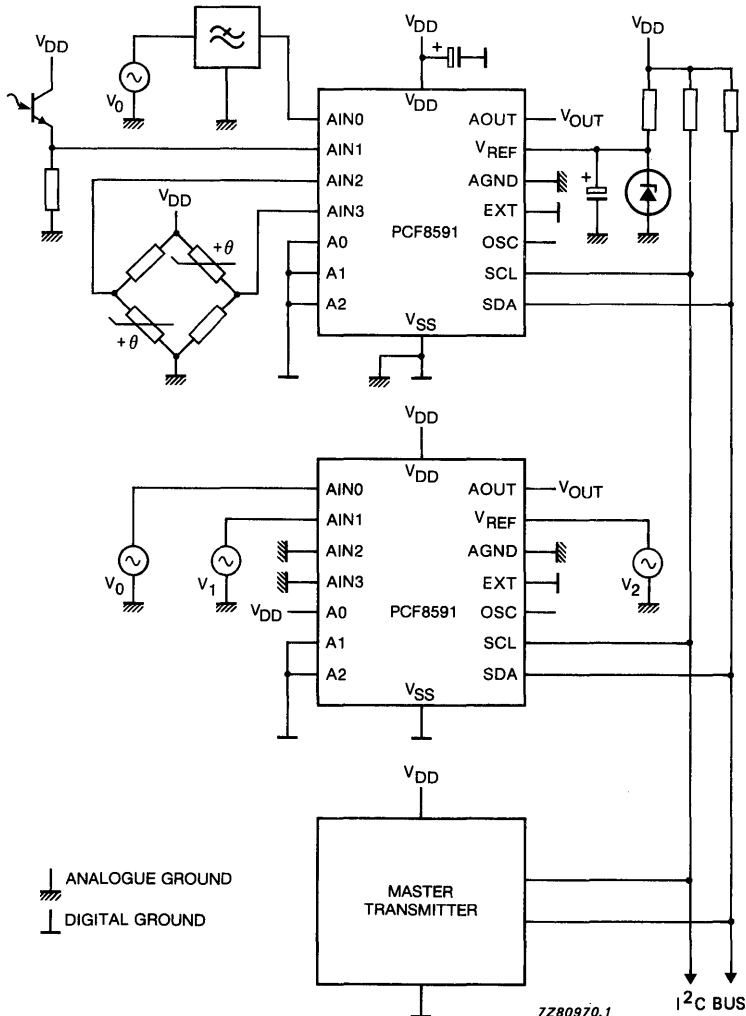 VDD
VDD
V0
VDD
+
VDD
AIN0
AIN1
AIN2
AIN3
A0
A1
A2
PCF8591
AOUT
VREF
AGND
EXT
OSC
SCL
SDA
VSS
VOUT
+
VDD
+θ
+θ
VDD
VDD
AIN0
AIN1
AIN2
AIN3
A0
A1
A2
PCF8591
AOUT
VREF
AGND
EXT
OSC
SCL
SDA
VSS
VOUT
V0
V1
VDD
V2
VDD
MASTER
TRANSMITTER
ANALOGUE GROUND
DIGITAL GROUND
7Z80970.1
I2C BUS